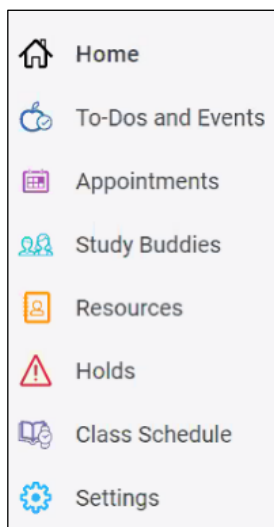 Home
To-Dos and Events
Appointments
Study Buddies
Resources
Holds
Class Schedule
Settings